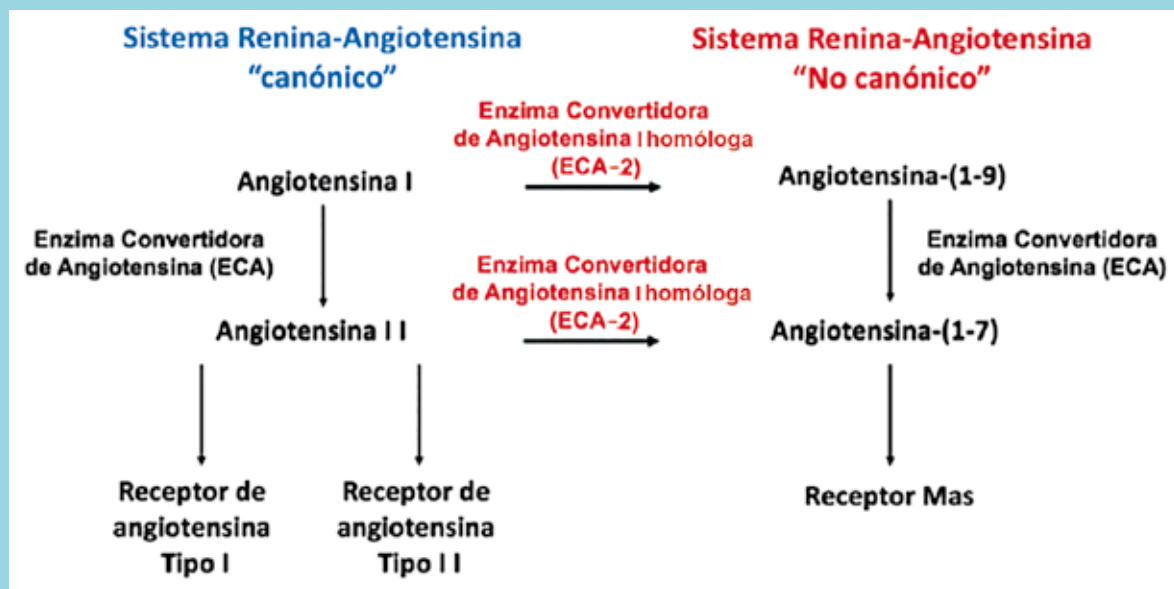 Sistema Renina-Angiotensina
“canónico”
Sistema Renina-Angiotensina
“No canónico”
Enzima Convertidora
de Angiotensina I homóloga
(ECA-2)
Angiotensina I
Angiotensina-(1-9)
Enzima Convertidora
de Angiotensina (ECA)
Enzima Convertidora
de Angiotensina I homóloga
(ECA-2)
Enzima Convertidora
de Angiotensina (ECA)
Angiotensina I I
Angiotensina-(1-7)
Receptor de
angiotensina
Tipo I
Receptor de
angiotensina
Tipo I I
Receptor Mas